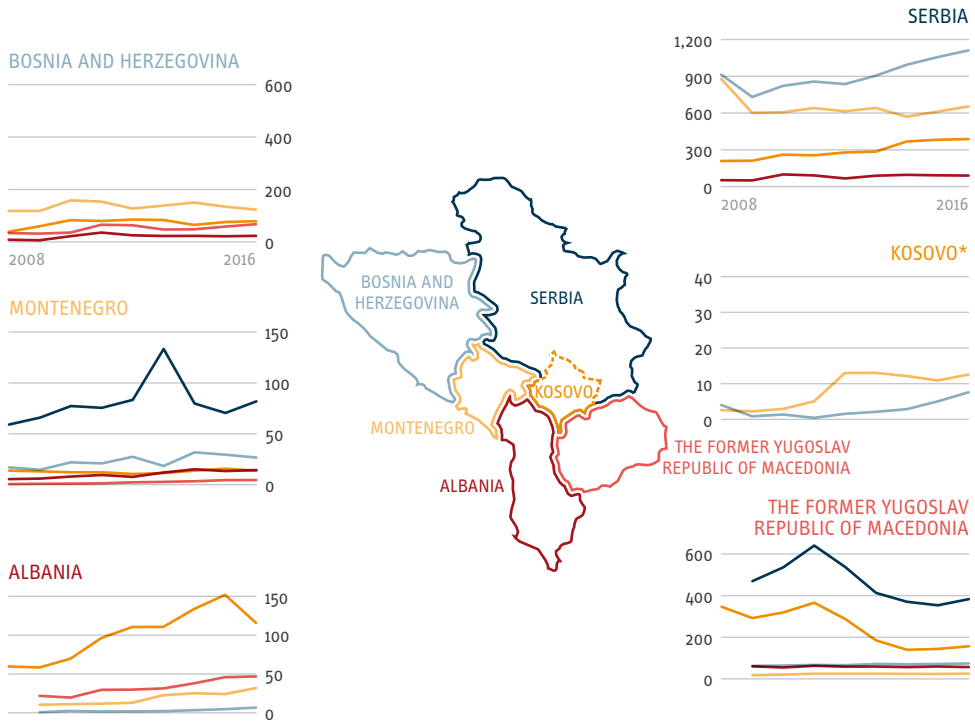 BOSNIA AND HERZEGOVINA
600
400
200
0
2008 2016
MONTENEGRO
150
100
50
0
ALBANIA
150
100
50
0
BOSNIA AND
HERZEGOVINA
SERBIA
KOSOVO
MONTENEGRO
THE FORMER YUGOSLAV
REPUBLIC OF MACEDONIA
ALBANIA
SERBIA
1,200
900
600
300
0
2008 2016
KOSOVO*
40
30
20
10
0
THE FORMER YUGOSLAV
REPUBLIC OF MACEDONIA
600
400
200
0